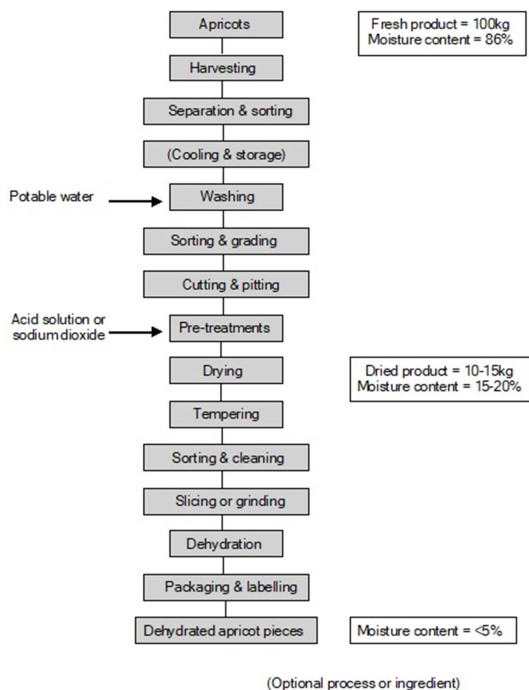 Apricots
Fresh product = 100kg
Moisture content = 86%
Harvesting
Separation & sorting
(Cooling & storage)
Potable water
Washing
Sorting & grading
Cutting & pitting
Acid solution or
sodium dioxide
Pre-treatments
Drying
Dried product = 10-15kg
Moisture content = 15-20%
Tempering
Sorting & cleaning
Slicing or grinding
Dehydration
Packaging & labelling
Dehydrated apricot pieces
Moisture content = <5%
(Optional process or ingredient)